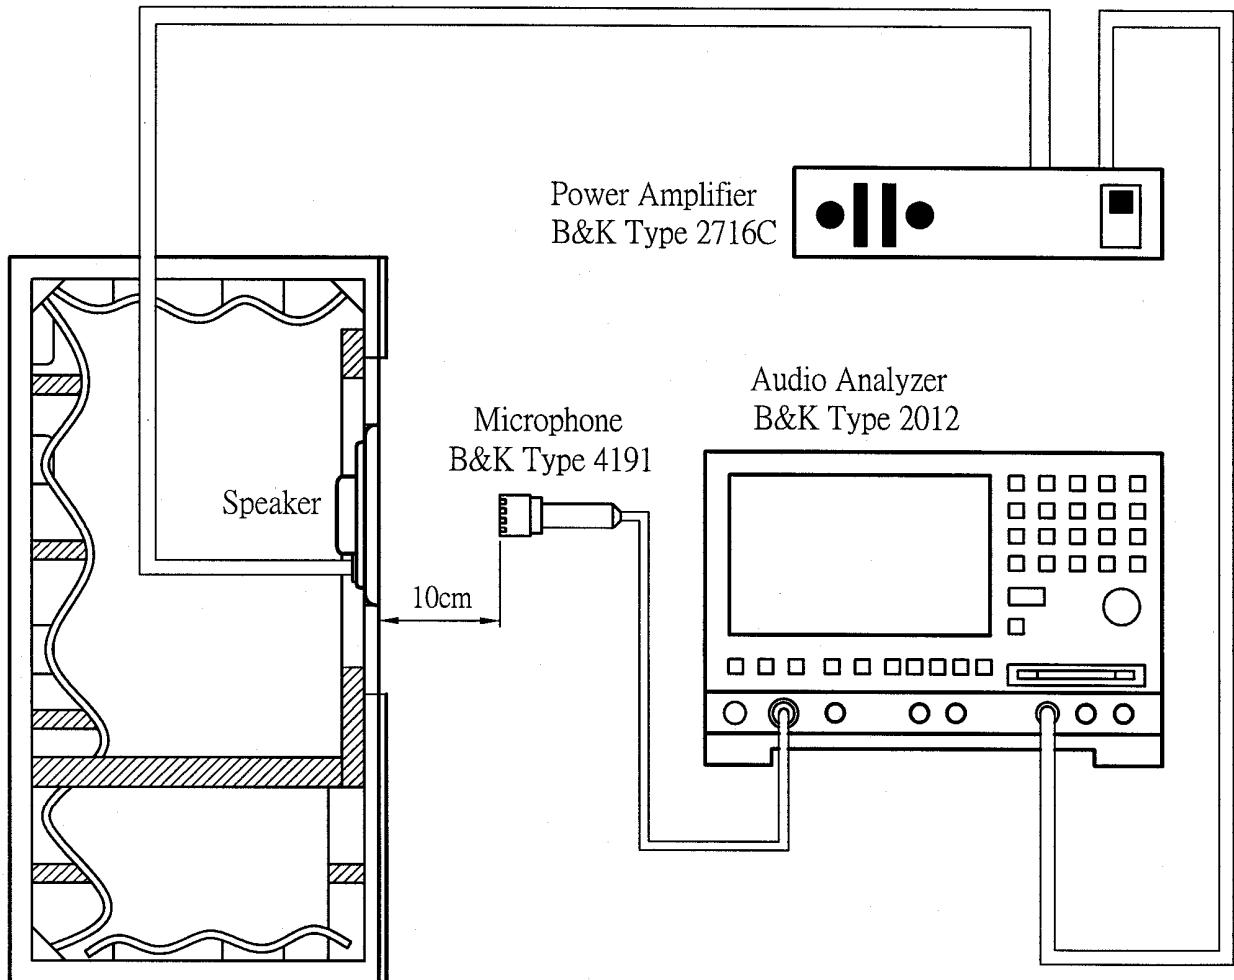 Power Amplifier
B&K Type 2716C
Audio Analyzer
B&K Type 2012
Microphone
B&K Type 4191
Speaker
10cm